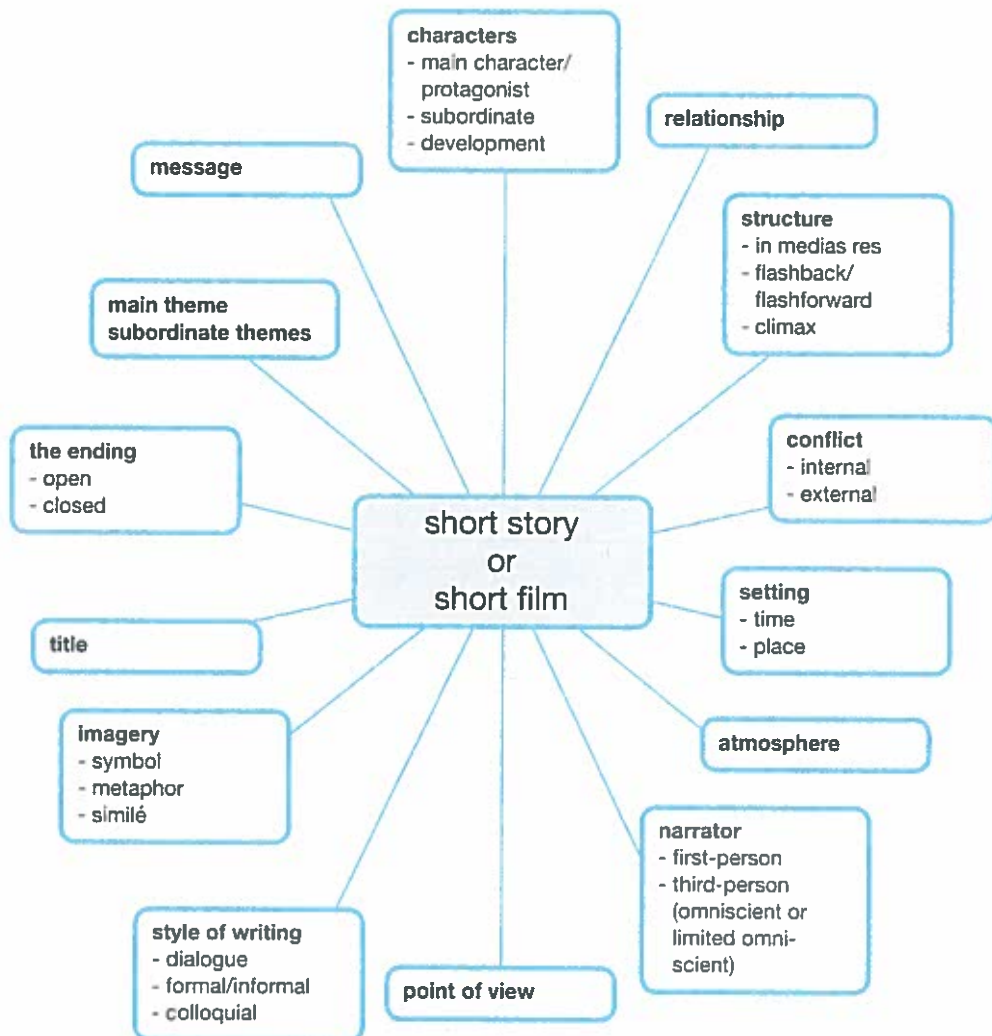 characters
- main character/
protagonist
- subordinate
- development
relationship
message
structure
- in medias res
- flashback/
flashforward
- climax
main theme
subordinate themes
the ending
- open
- closed
conflict
- internal
- external
short story
or
short film
setting
- time
- place
title
imagery
- symbol
- metaphor
- similé
atmosphere
narrator
- first-person
- third-person
(omniscient or
limited omni-
scient)
style of writing
- dialogue
- formal/informal
- colloquial
point of view